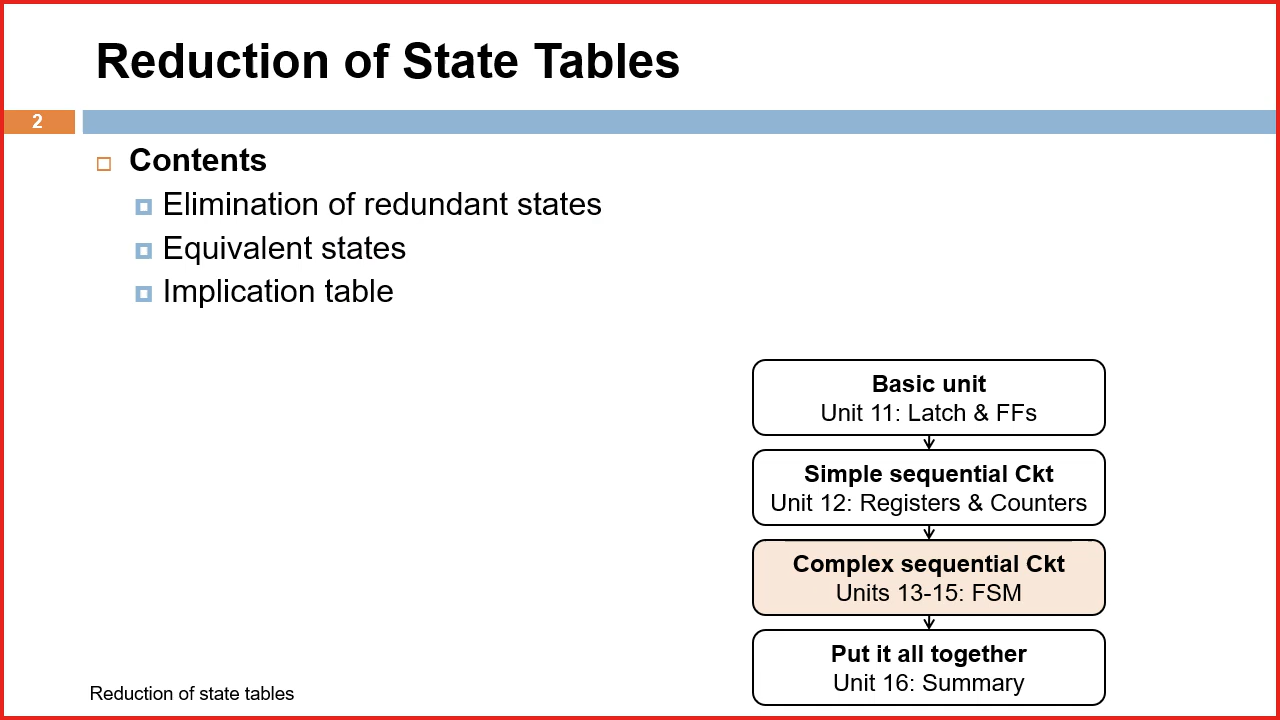 Reduction of State Tables
2
Contents
Elimination of redundant states
Equivalent states
Implication table
Basic unit
Unit 11: Latch & FFs
Simple sequential Ckt
Unit 12: Registers & Counters
Complex sequential Ckt
Units 13-15: FSM
Put it all together
Unit 16: Summary
Reduction of state tables